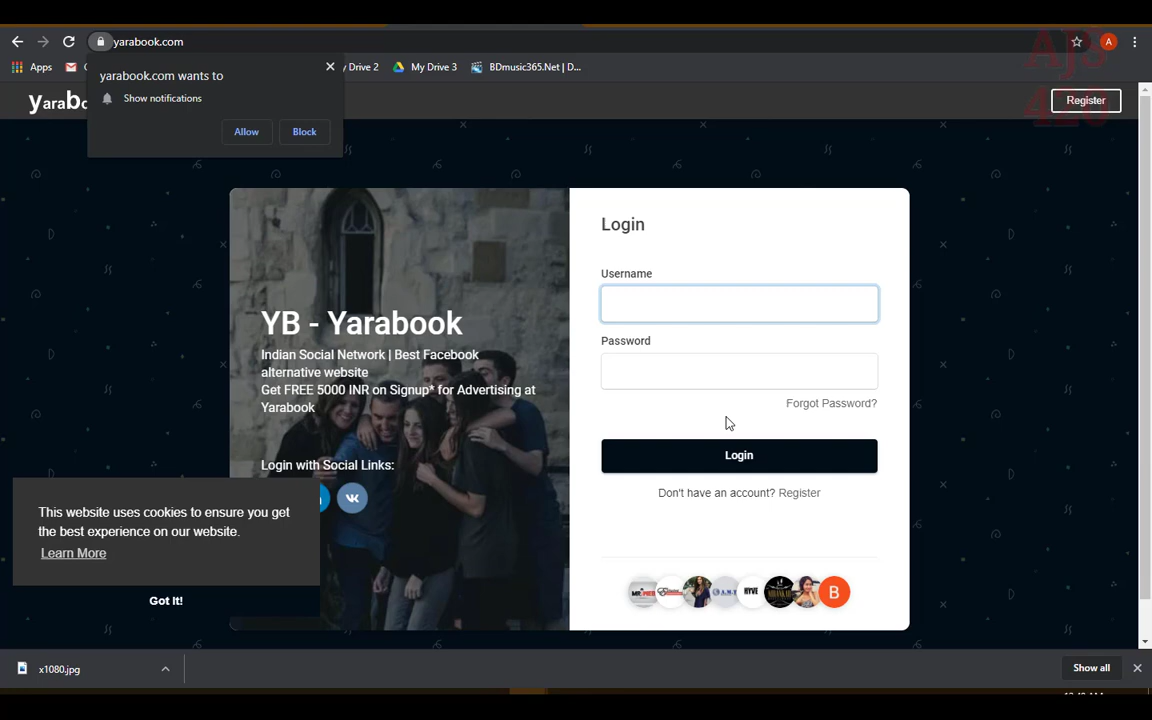 yarabook.com
AJS
420
Apps
y Drive 2
My Drive 3
BDmusic365.Net | D...
yarabook.com wants to
Show notifications
Allow
Block
Register
YB - Yarabook
Indian Social Network | Best Facebook
alternative website
Get FREE 5000 INR on Signup* for Advertising at
Yarabook
Login with Social Links:
This website uses cookies to ensure you get
the best experience on our website.
Learn More
Got It!
Login
Username
Password
Forgot Password?
Login
Don't have an account? Register
HYVE
B
x1080.jpg
Show all